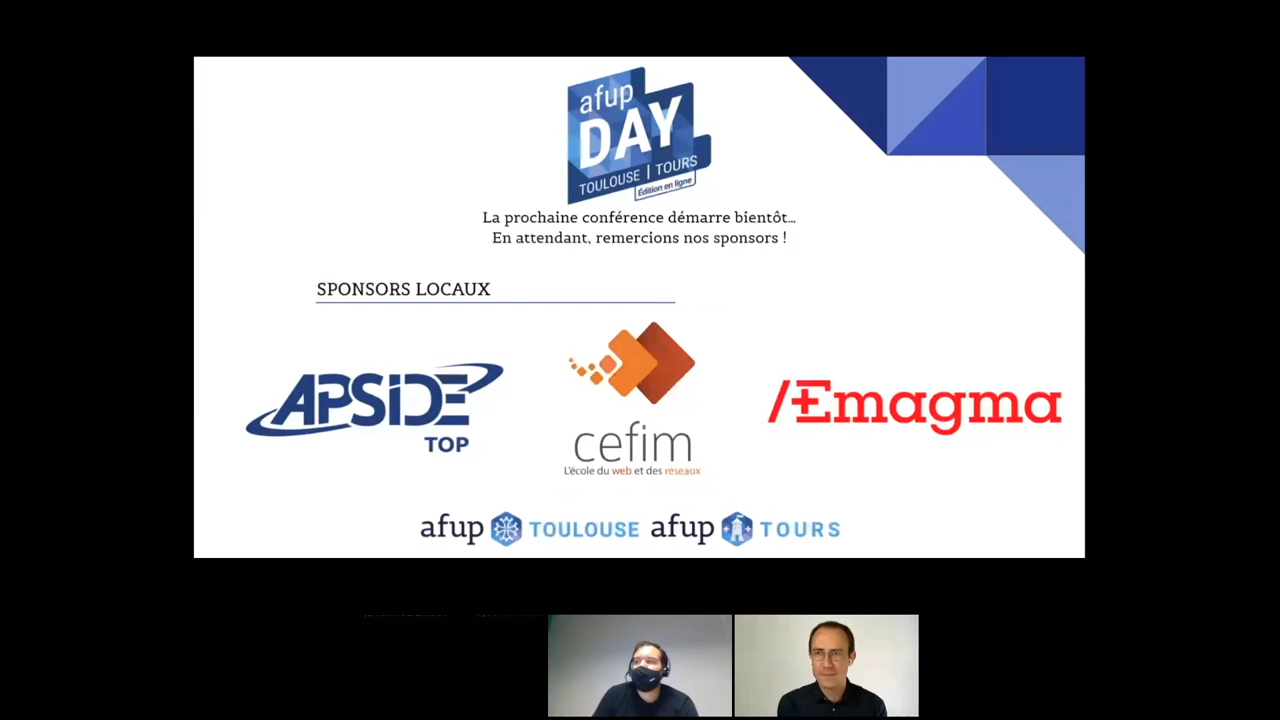 afup
DAY
TOULOUSE | TOURS
Édition en ligne
La prochaine conférence démarre bientôt...
En attendant, remercions nos sponsors !
SPONSORS LOCAUX
APSIDE
TOP
cefim
L'école du web et des reseaux
/Emagma
afup TOULOUSE afup TOURS